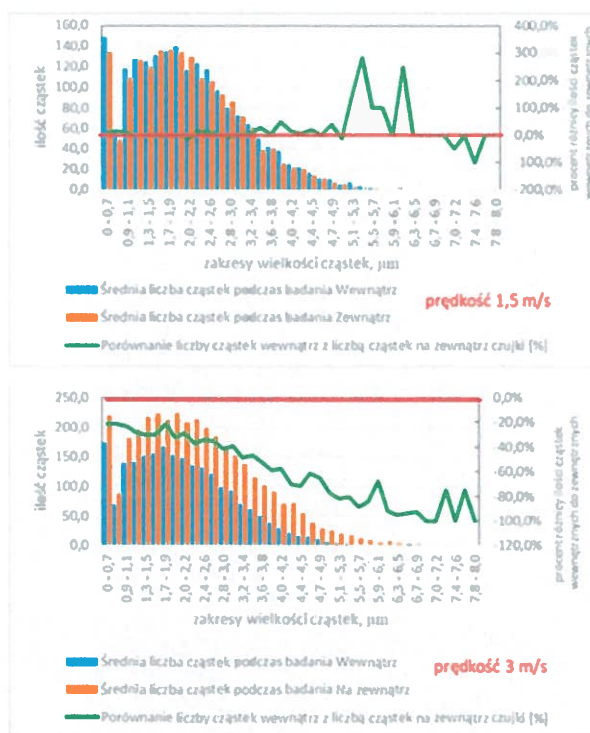 160,0
140,0
120,0
100,0
80,0
60,0
40,0
20,0
0,0
ilość cząstek
400,0%
300,0%
200,0%
100,0%
0,0%
-100,0%
-200,0%
procent różnicy ilości cząstek
wewnętrznych do zewnętrznych
0 - 0,7
0,9 - 1,1
1,3 - 1,5
1,7 - 1,9
2,0 - 2,2
2,4 - 2,6
2,8 - 3,0
3,2 - 3,4
3,6 - 3,8
4,0 - 4,2
4,4 - 4,5
4,7 - 4,9
5,1 - 5,3
5,5 - 5,7
5,9 - 6,1
6,3 - 6,5
6,7 - 6,9
7,0 - 7,2
7,4 - 7,6
7,8 - 8,0
zakresy wielkości cząstek, µm
Średnia liczba cząstek podczas badania Wewnątrz
prędkość 1,5 m/s
Średnia liczba cząstek podczas badania Zewnątrz
Porównanie liczby cząstek wewnątrz z liczbą cząstek na zewnątrz czujki [%]
250,0
200,0
150,0
100,0
50,0
0,0
ilość cząstek
0,0%
-20,0%
-40,0%
-60,0%
-80,0%
-100,0%
-120,0%
procent różnicy ilości cząstek
wewnętrznych do zewnętrznych
0 - 0,7
0,9 - 1,1
1,3 - 1,5
1,7 - 1,9
2,0 - 2,2
2,4 - 2,6
2,8 - 3,0
3,2 - 3,4
3,6 - 3,8
4,0 - 4,2
4,4 - 4,5
4,7 - 4,9
5,1 - 5,3
5,5 - 5,7
5,9 - 6,1
6,3 - 6,5
6,7 - 6,9
7,0 - 7,2
7,4 - 7,6
7,8 - 8,0
zakresy wielkości cząstek, µm
Średnia liczba cząstek podczas badania Wewnątrz
prędkość 3 m/s
Średnia liczba cząstek podczas badania Na zewnątrz
Porównanie liczby cząstek wewnątrz z liczbą cząstek na zewnątrz czujki [%]